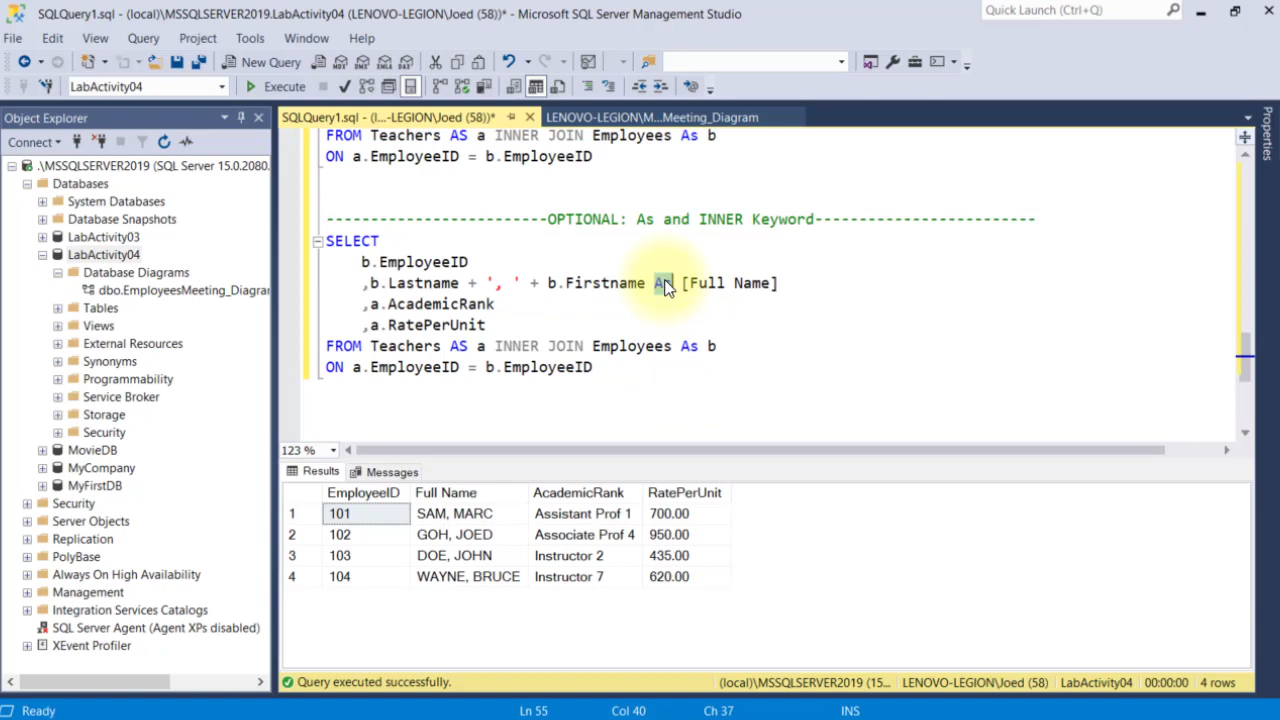 SQLQuery1.sql - (local)\MSSQLSERVER2019.LabActivity04 (LENOVO-LEGION\Joed (58))* - Microsoft SQL Server Management Studio
Quick Launch (Ctrl+Q)
File Edit View Query Project Tools Window Help
New Query
LabActivity04 Execute
Object Explorer
SQLQuery1.sql - (l...-LEGION\Joed (58))* LENOVO-LEGION\M...Meeting_Diagram
Properties
Connect
.\MSSQLSERVER2019 (SQL Server 15.0.2080.
Databases
System Databases
Database Snapshots
LabActivity03
LabActivity04
Database Diagrams
dbo.EmployeesMeeting_Diagram
Tables
Views
External Resources
Synonyms
Programmability
Service Broker
Storage
Security
MovieDB
MyCompany
MyFirstDB
Security
Server Objects
Replication
PolyBase
Always On High Availability
Management
Integration Services Catalogs
SQL Server Agent (Agent XPs disabled)
XEvent Profiler
FROM Teachers AS a INNER JOIN Employees As b
ON a.EmployeeID = b.EmployeeID
-------------------------OPTIONAL: As and INNER Keyword-------------------------
SELECT
b.EmployeeID
,b.Lastname + ', ' + b.Firstname As [Full Name]
,a.AcademicRank
,a.RatePerUnit
FROM Teachers AS a INNER JOIN Employees As b
ON a.EmployeeID = b.EmployeeID
123 %
Results Messages
EmployeeID Full Name AcademicRank RatePerUnit
1 101 SAM, MARC Assistant Prof 1 700.00
2 102 GOH, JOED Associate Prof 4 950.00
3 103 DOE, JOHN Instructor 2 435.00
4 104 WAYNE, BRUCE Instructor 7 620.00
Query executed successfully. (local)\MSSQLSERVER2019 (15... LENOVO-LEGION\Joed (58) LabActivity04 00:00:00 4 rows
Ready Ln 55 Col 40 Ch 37 INS